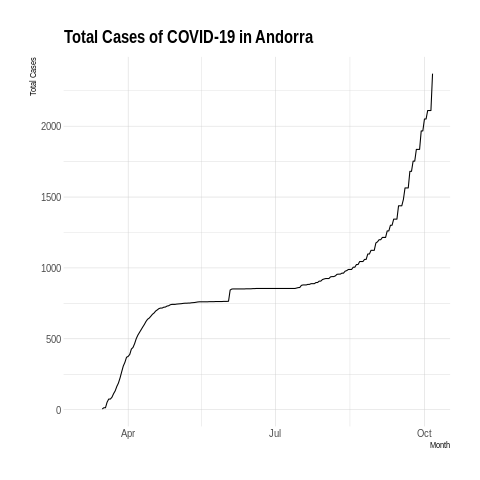 Total Cases of COVID-19 in Andorra
Total Cases
2000
1500
1000
500
0
Apr
Jul
Oct
Month